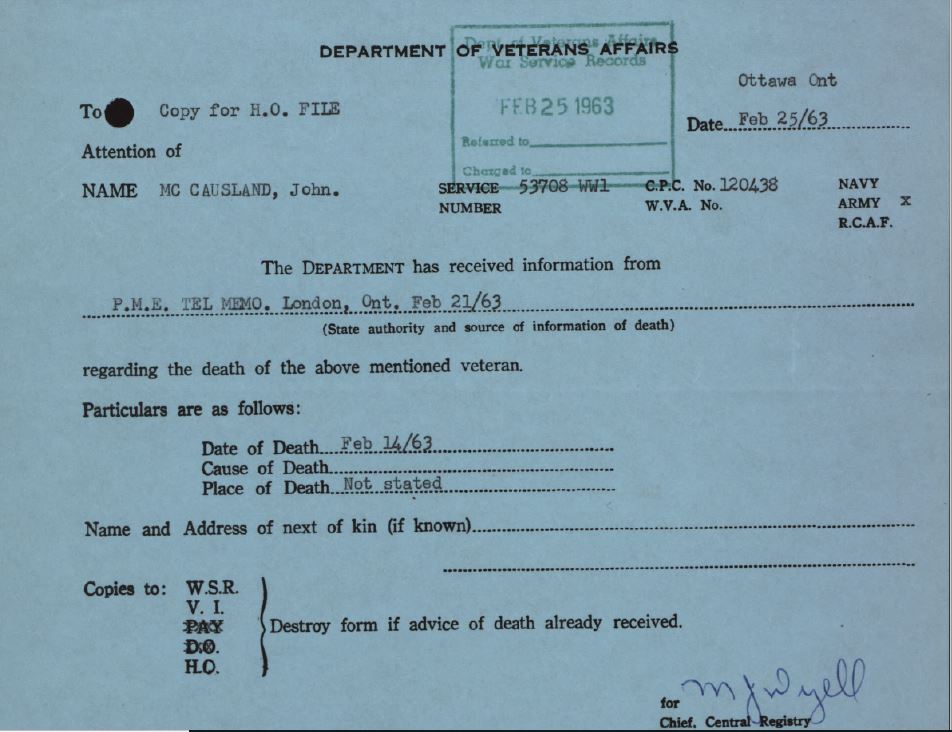 DEPARTMENT OF VETERANS AFFAIRS
Dept of Veterans Affairs
War Service Records
FEB 25 1963
Referred to
Charged to
Ottawa Ont
To Copy for H.O. FILE
Date Feb 25/63
Attention of
NAME MC CAUSLAND, John. SERVICE NUMBER 53708 WW1 C.P.C. No. 120438 NAVY
W.V.A. No. ARMY X
R.C.A.F.
The DEPARTMENT has received information from
P.M.E. TEL MEMO. London, Ont. Feb 21/63
(State authority and source of information of death)
regarding the death of the above mentioned veteran.
Particulars are as follows:
Date of Death Feb 14/63
Cause of Death
Place of Death Not stated
Name and Address of next of kin (if known)
Copies to: W.S.R.
V. I.
PAY
D.O.
H.O.
Destroy form if advice of death already received.
for
Chief, Central Registry